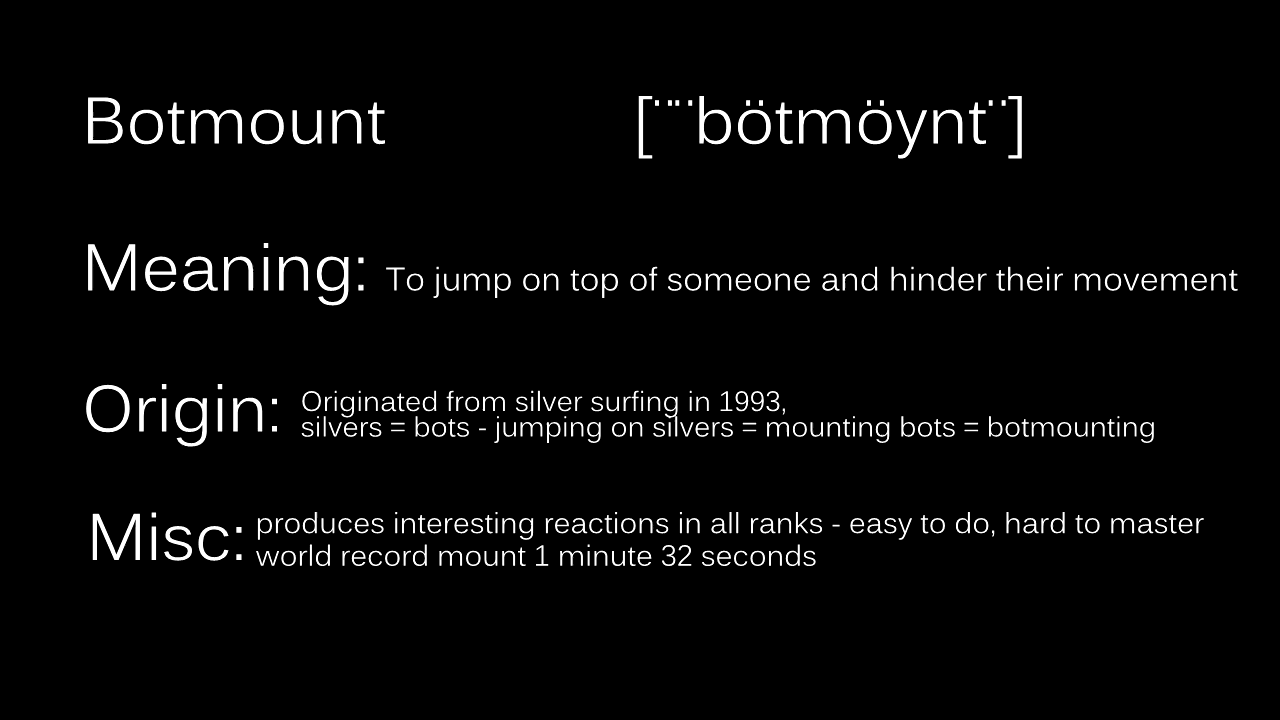 Botmount [¨¨bötmöynt¨]
Meaning: To jump on top of someone and hinder their movement
Origin: Originated from silver surfing in 1993,
silvers = bots - jumping on silvers = mounting bots = botmounting
Misc: produces interesting reactions in all ranks - easy to do, hard to master
world record mount 1 minute 32 seconds